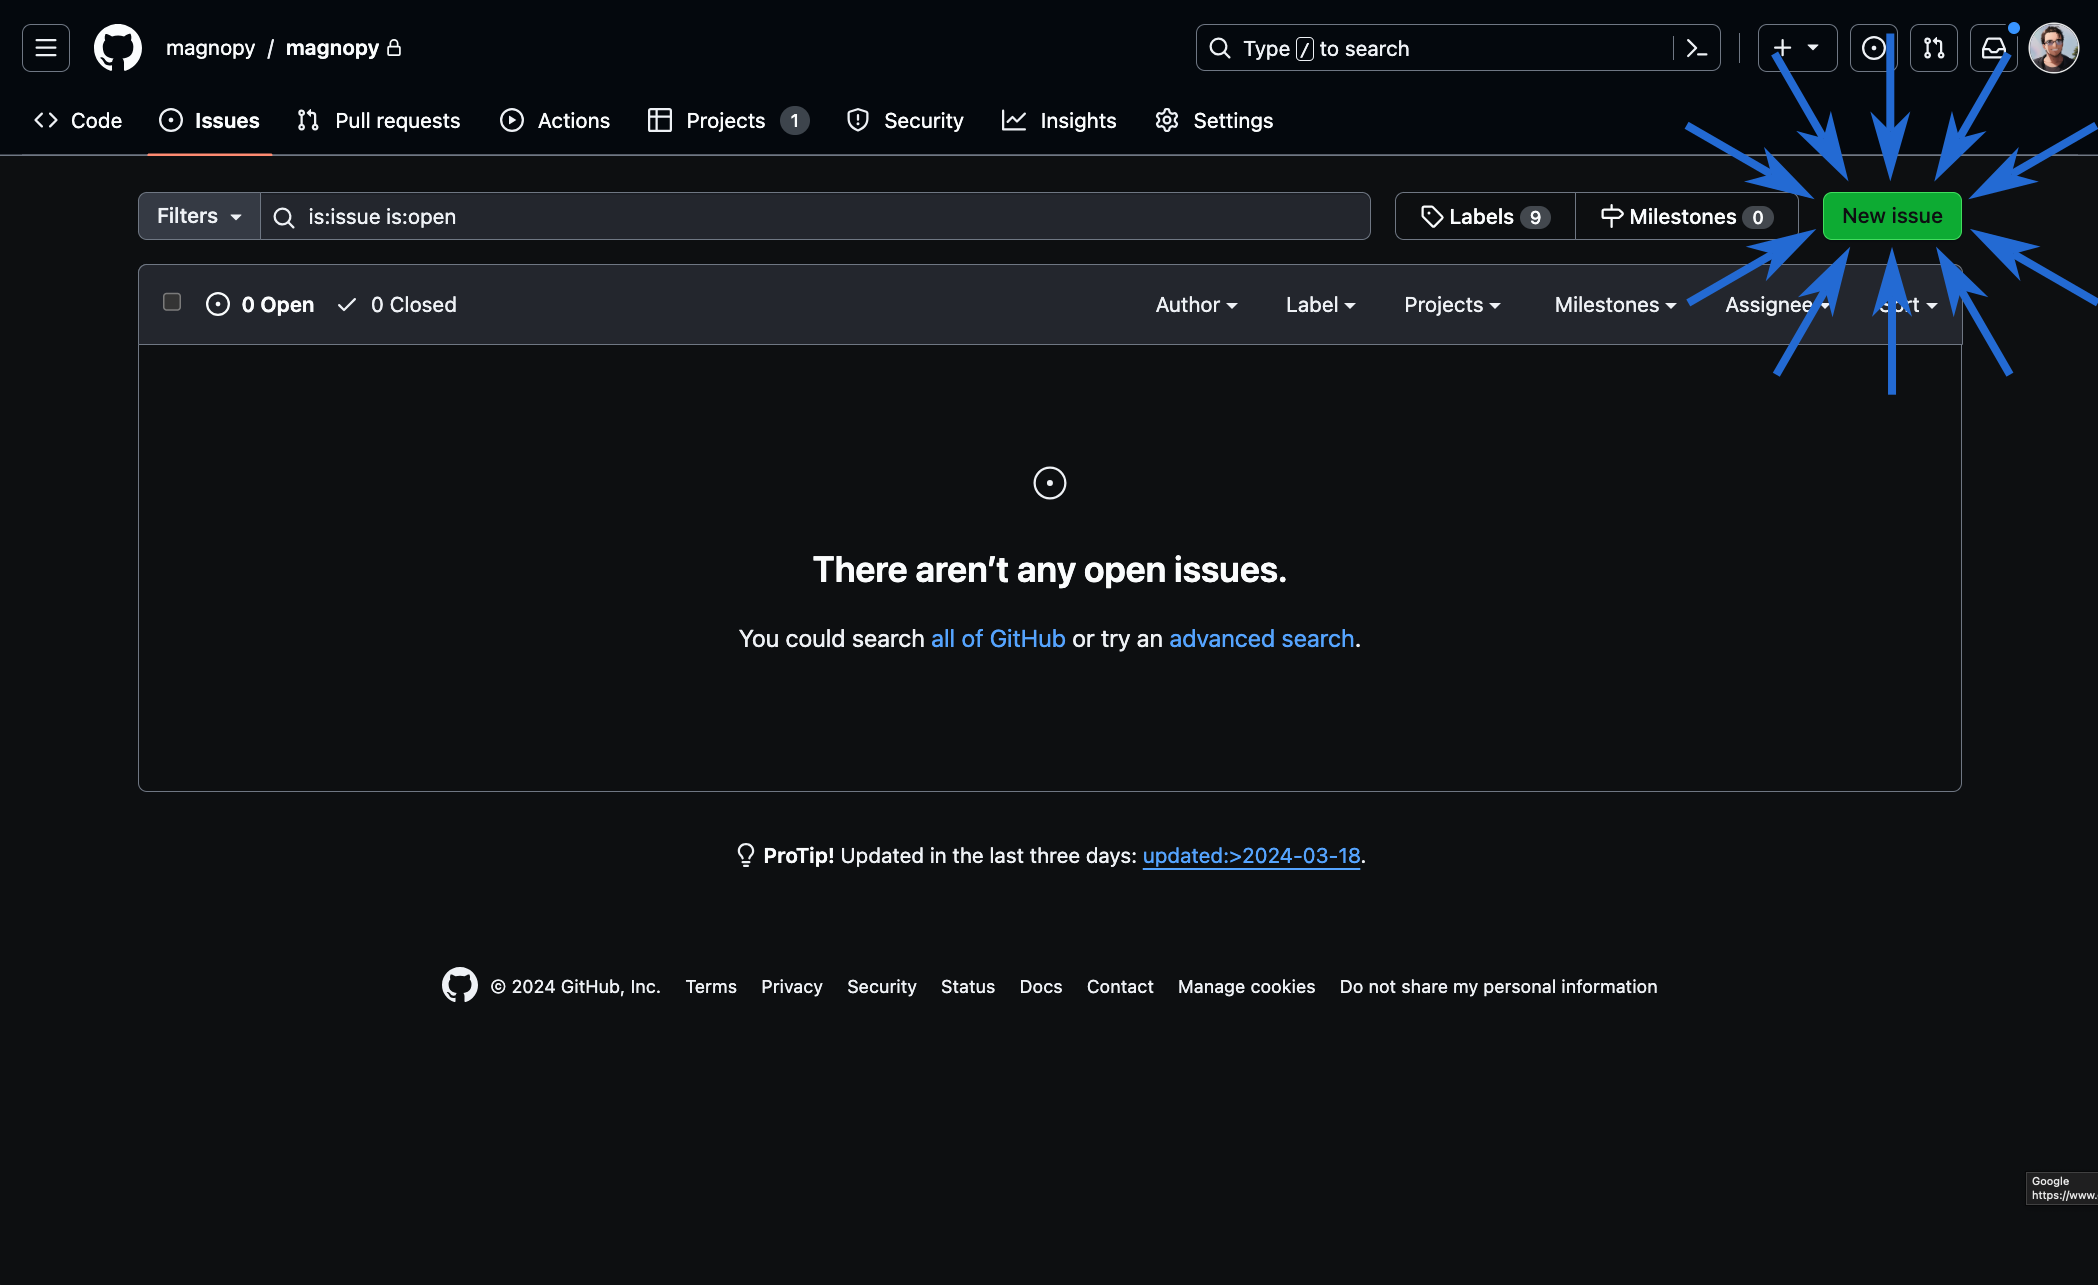 magnopy / magnopy
Type / to search
Code
Issues
Pull requests
Actions
Projects 1
Security
Insights
Settings
Filters
is:issue is:open
Labels 9
Milestones 0
New issue
0 Open
0 Closed
Author
Label
Projects
Milestones
Assignee
Sort
There aren’t any open issues.
You could search all of GitHub or try an advanced search.
ProTip! Updated in the last three days: updated:>2024-03-18.
© 2024 GitHub, Inc.
Terms
Privacy
Security
Status
Docs
Contact
Manage cookies
Do not share my personal information
Google
https://www.